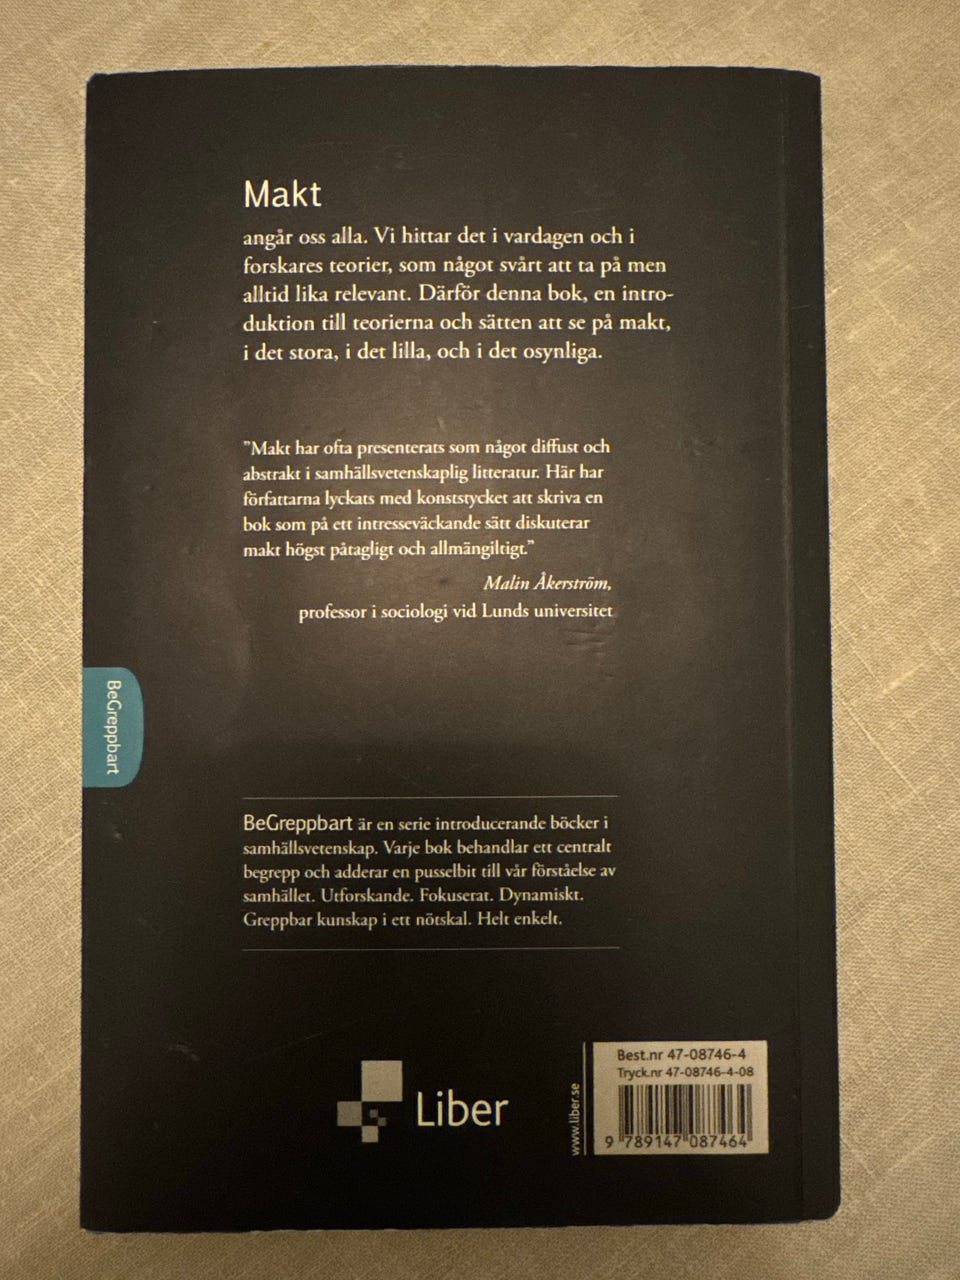 Makt
angår oss alla. Vi hittar det i vardagen och i
forskares teorier, som något svårt att ta på men
alltid lika relevant. Därför denna bok, en intro-
duktion till teorierna och sätten att se på makt,
i det stora, i det lilla, och i det osynliga.
"Makt har ofta presenterats som något diffust och
abstrakt i samhällsvetenskaplig litteratur. Här har
författarna lyckats med konststycket att skriva en
bok som på ett intresseväckande sätt diskuterar
makt högst påtagligt och allmängiltigt."
Malin Åkerström,
professor i sociologi vid Lunds universitet
BeGreppbart
BeGreppbart är en serie introducerande böcker i
samhällsvetenskap. Varje bok behandlar ett centralt
begrepp och adderar en pusselbit till vår förståelse av
samhället. Utforskande. Fokuserat. Dynamiskt.
Greppbar kunskap i ett nötskal. Helt enkelt.
Liber
www.liber.se
Best.nr 47-08746-4
Tryck.nr 47-08746-4-08
9 789147 087464